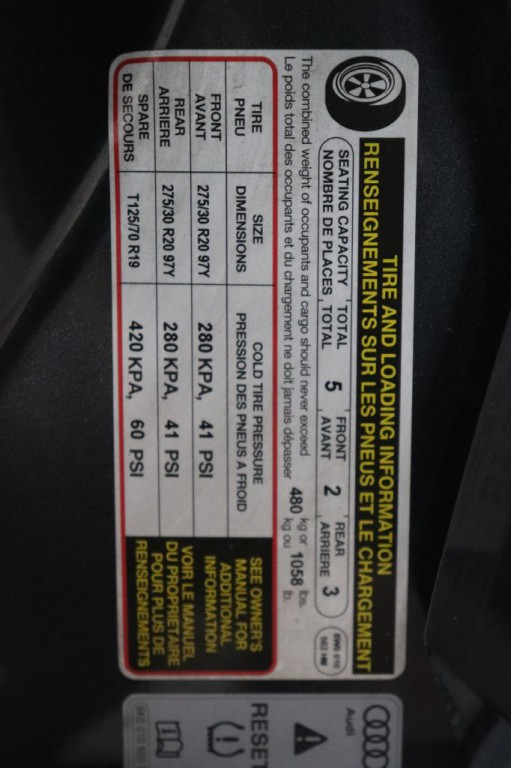 TIRE AND LOADING INFORMATION
RENSEIGNEMENTS SUR LES PNEUS ET LE CHARGEMENT
SEATING CAPACITY TOTAL 5 FRONT 2 REAR 3
NOMBRE DE PLACES TOTAL AVANT ARRIÈRE
The combined weight of occupants and cargo should never exceed 480 kg or 1058 lbs.
Le poids total des occupants et du chargement ne doit jamais dépasser kg ou lb.
TIRE SIZE COLD TIRE PRESSURE
PNEU DIMENSIONS PRESSION DES PNEUS A FROID
FRONT
AVANT 275/30 R20 97Y 280 KPA, 41 PSI
REAR
ARRIERE 275/30 R20 97Y 280 KPA, 41 PSI
SPARE
DE SECOURS T125/70 R19 420 KPA, 60 PSI
SEE OWNER'S
MANUAL FOR
ADDITIONAL
INFORMATION
VOIR LE MANUEL
DU PROPRIETAIRE
POUR PLUS DE
RENSEIGNEMENTS
Audi
RESET